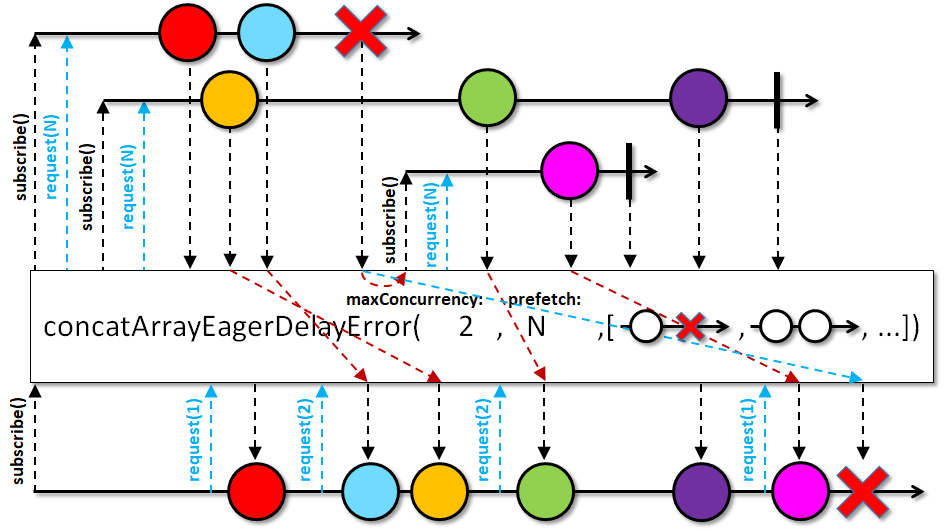 subscribe()
request(N)
subscribe()
request(N)
subscribe()
request(N)
maxConcurrency: prefetch:
concatArrayEagerDelayError( 2 , N ,[ , , ...])
subscribe()
request(1)
request(2)
request(2)
request(1)